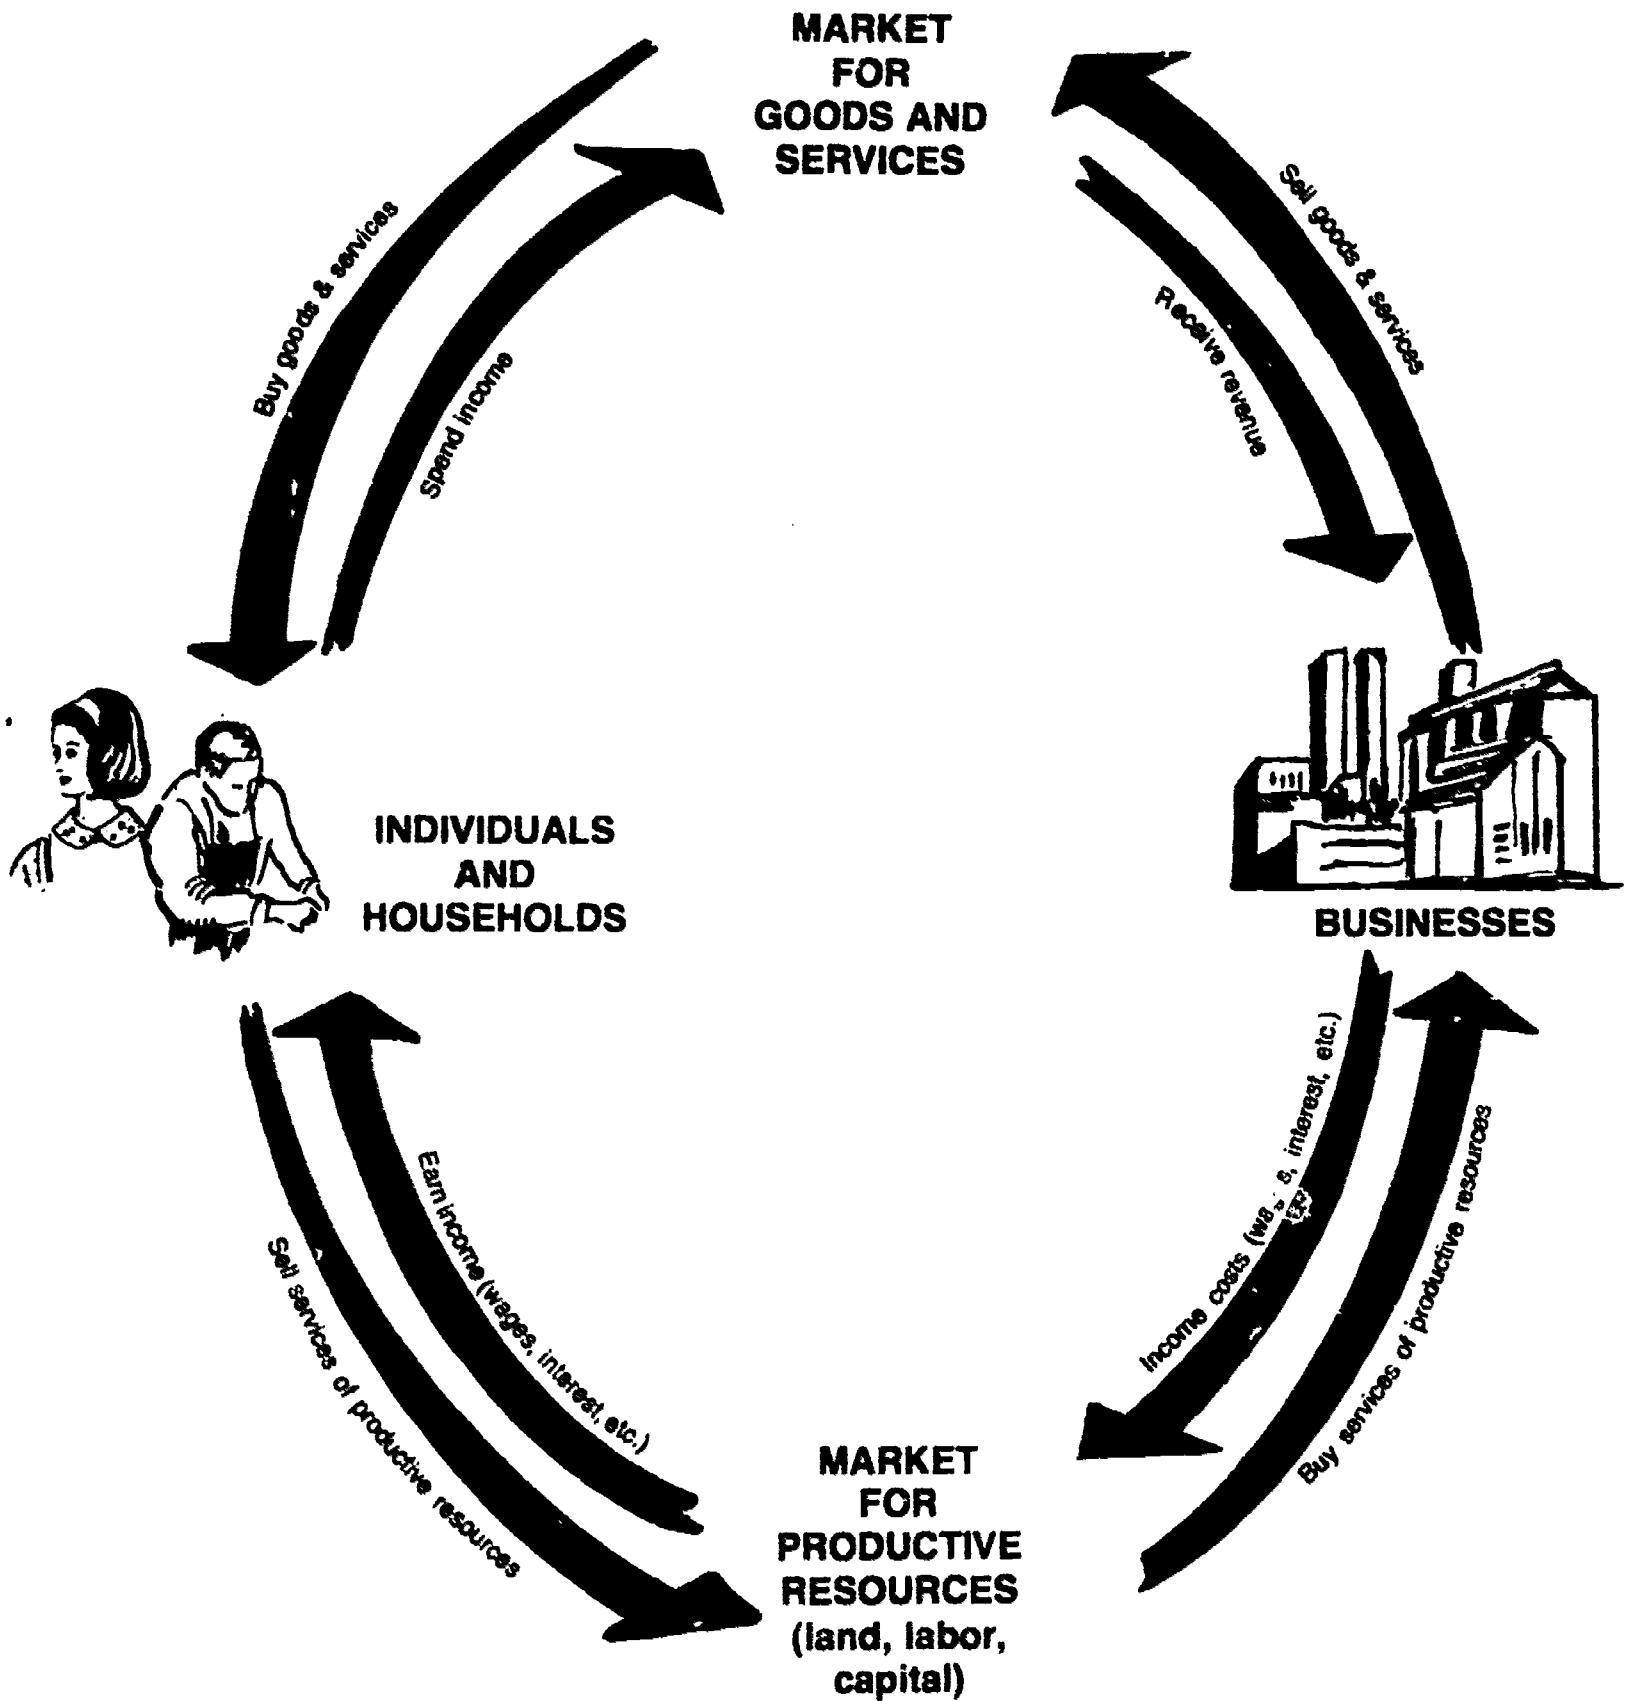 MARKET
FOR
GOODS AND
SERVICES
Buy goods & services
Spend income
Sell goods & services
Receive revenue
INDIVIDUALS
AND
HOUSEHOLDS
BUSINESSES
Earn income (wages, interest, etc.)
Sell services of productive resources
Income costs ( interest, etc.)
Buy services of productive resources
MARKET
FOR
PRODUCTIVE
RESOURCES
(land, labor,
capital)